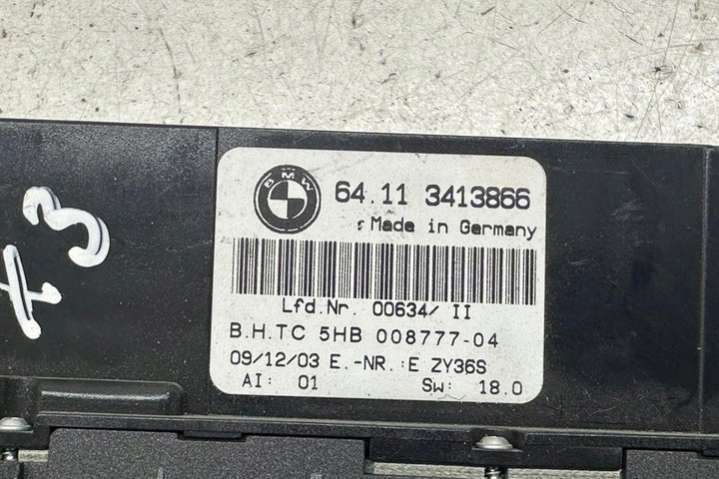 BMW
64.11 3413866
Made in Germany
Lfd.Nr. 00634/ II
B.H.TC 5HB 008777-04
09/12/03 E.-NR.:E ZY36S
AI: 01 SW: 18.0